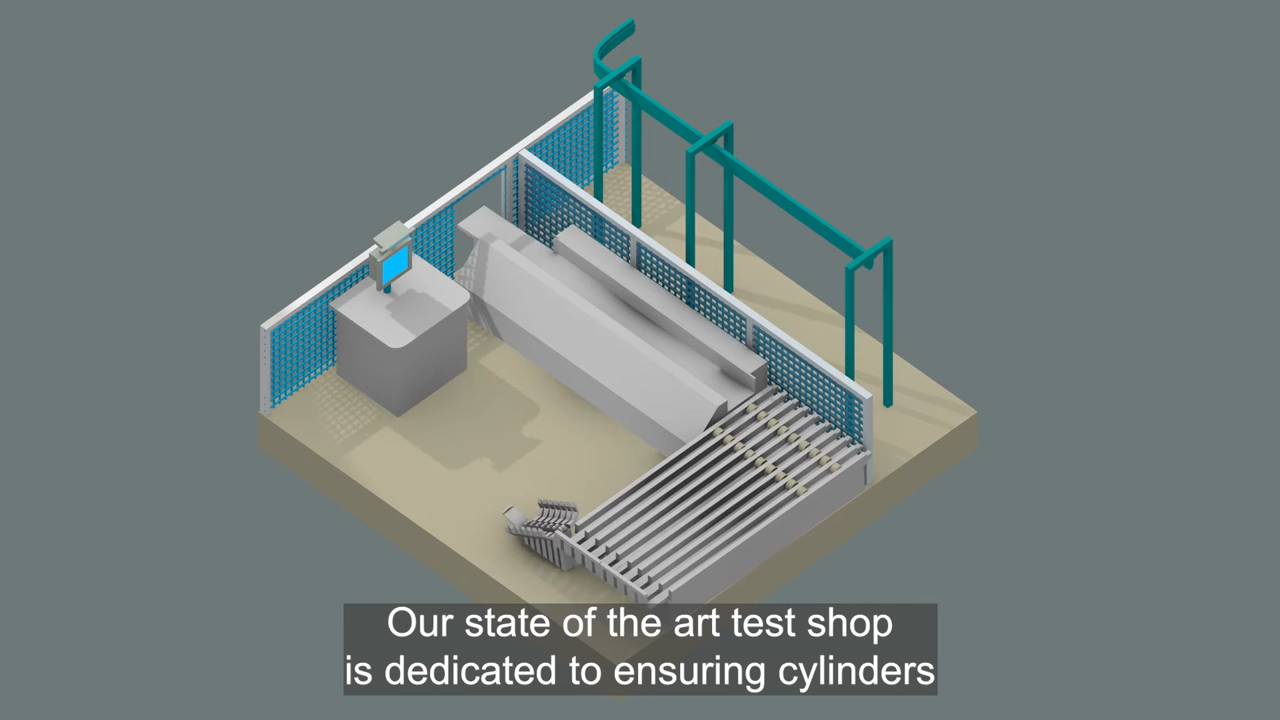 Our state of the art test shop
is dedicated to ensuring cylinders